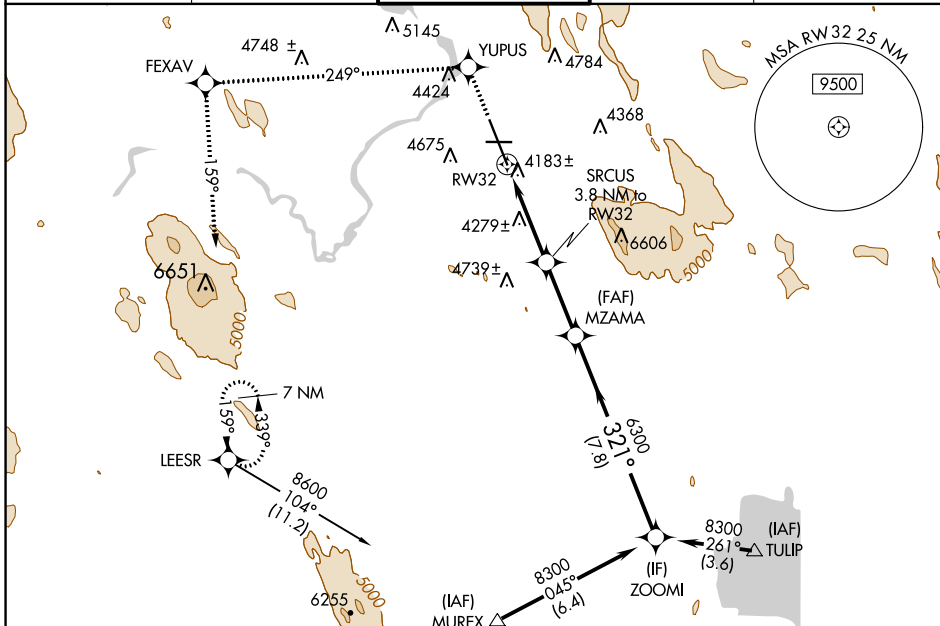 5145
4748 ±
YUPUS
4784
FEXAV
249°
4424
MSA RW 32 25 NM
9500
4368
4675
4183±
159°
RW32
SRCUS
3.8 NM to
RW32
4279±
6606
5000
4739±
6651
(FAF)
MZAMA
5000
7 NM
159°
339°
6300
321°
(7.8)
LEESR
8600
104°
(11.2)
8300
261°
(3.6)
(IAF)
TULIP
(IF)
ZOOMI
8300
045°
(6.4)
5000
6255
(IAF)
MUREX